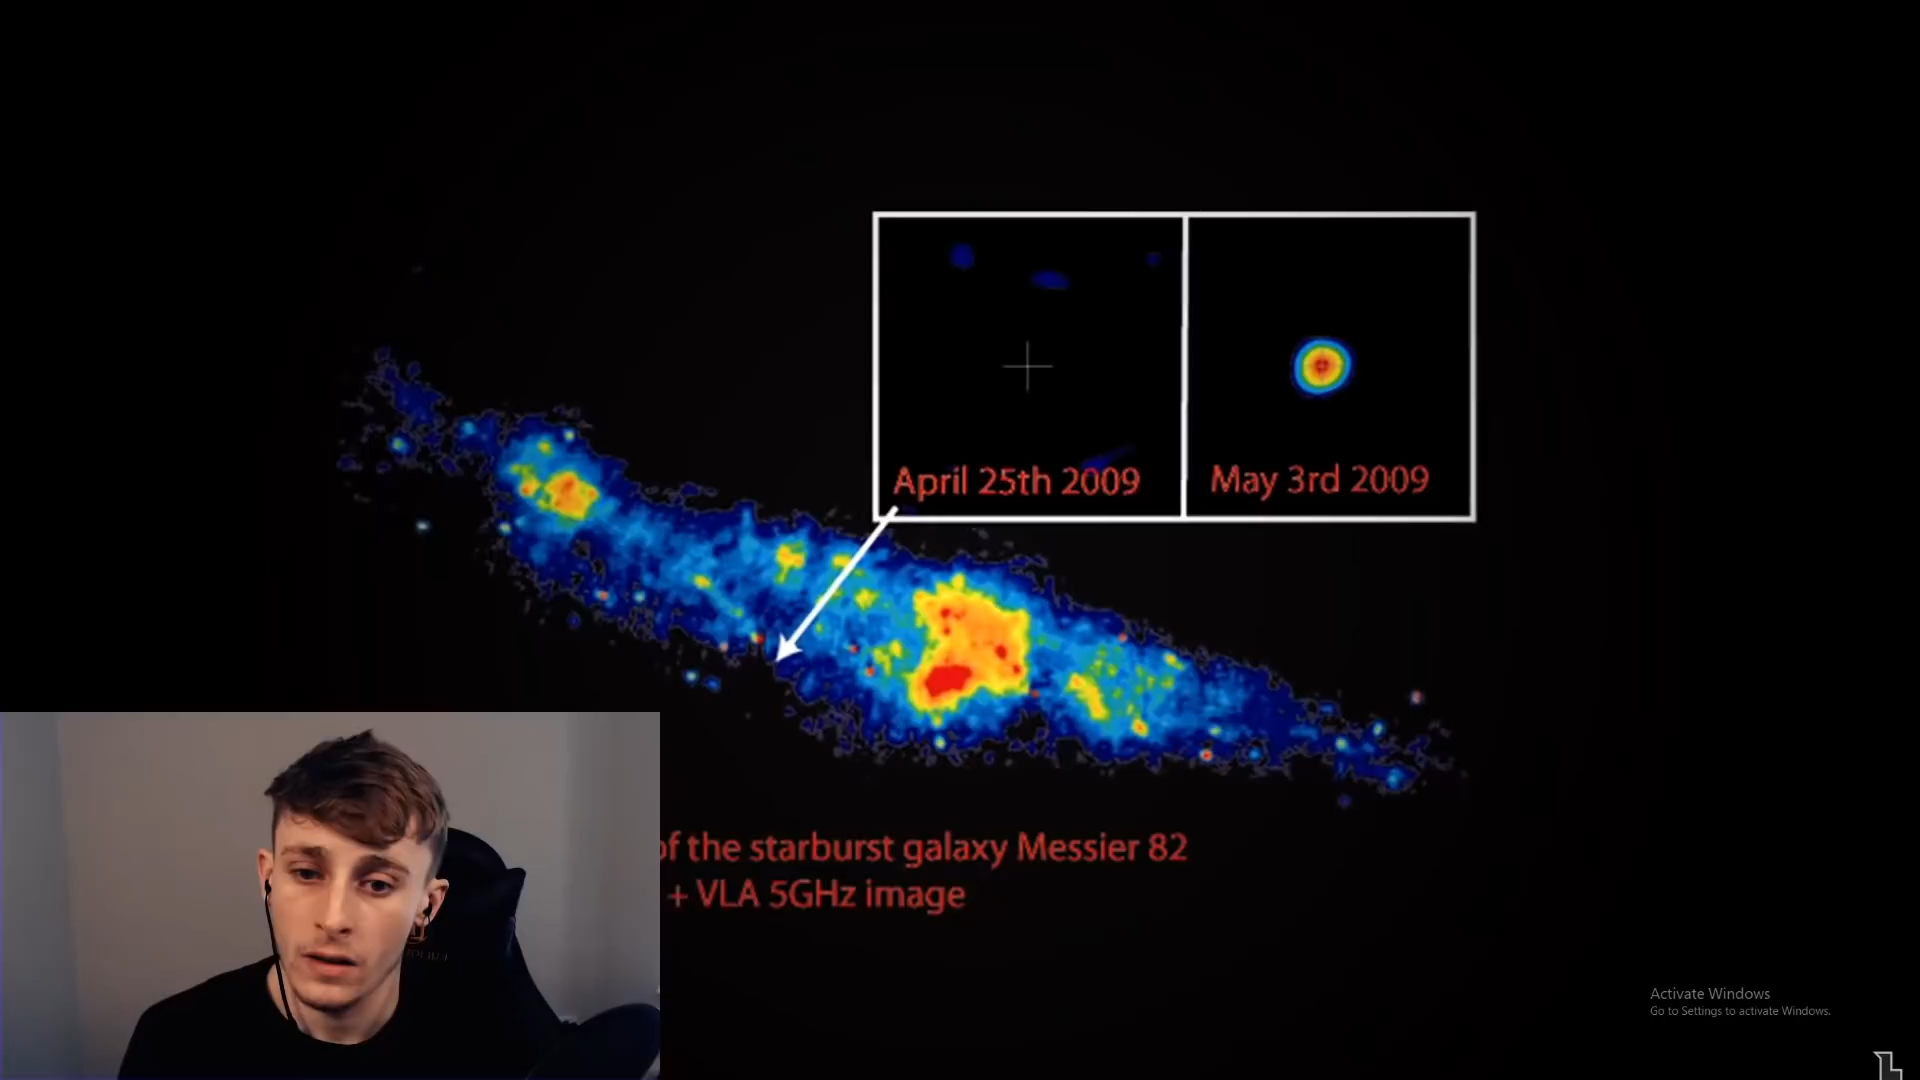 April 25th 2009
May 3rd 2009
of the starburst galaxy Messier 82
+ VLA 5GHz image
Activate Windows
Go to Settings to activate Windows.